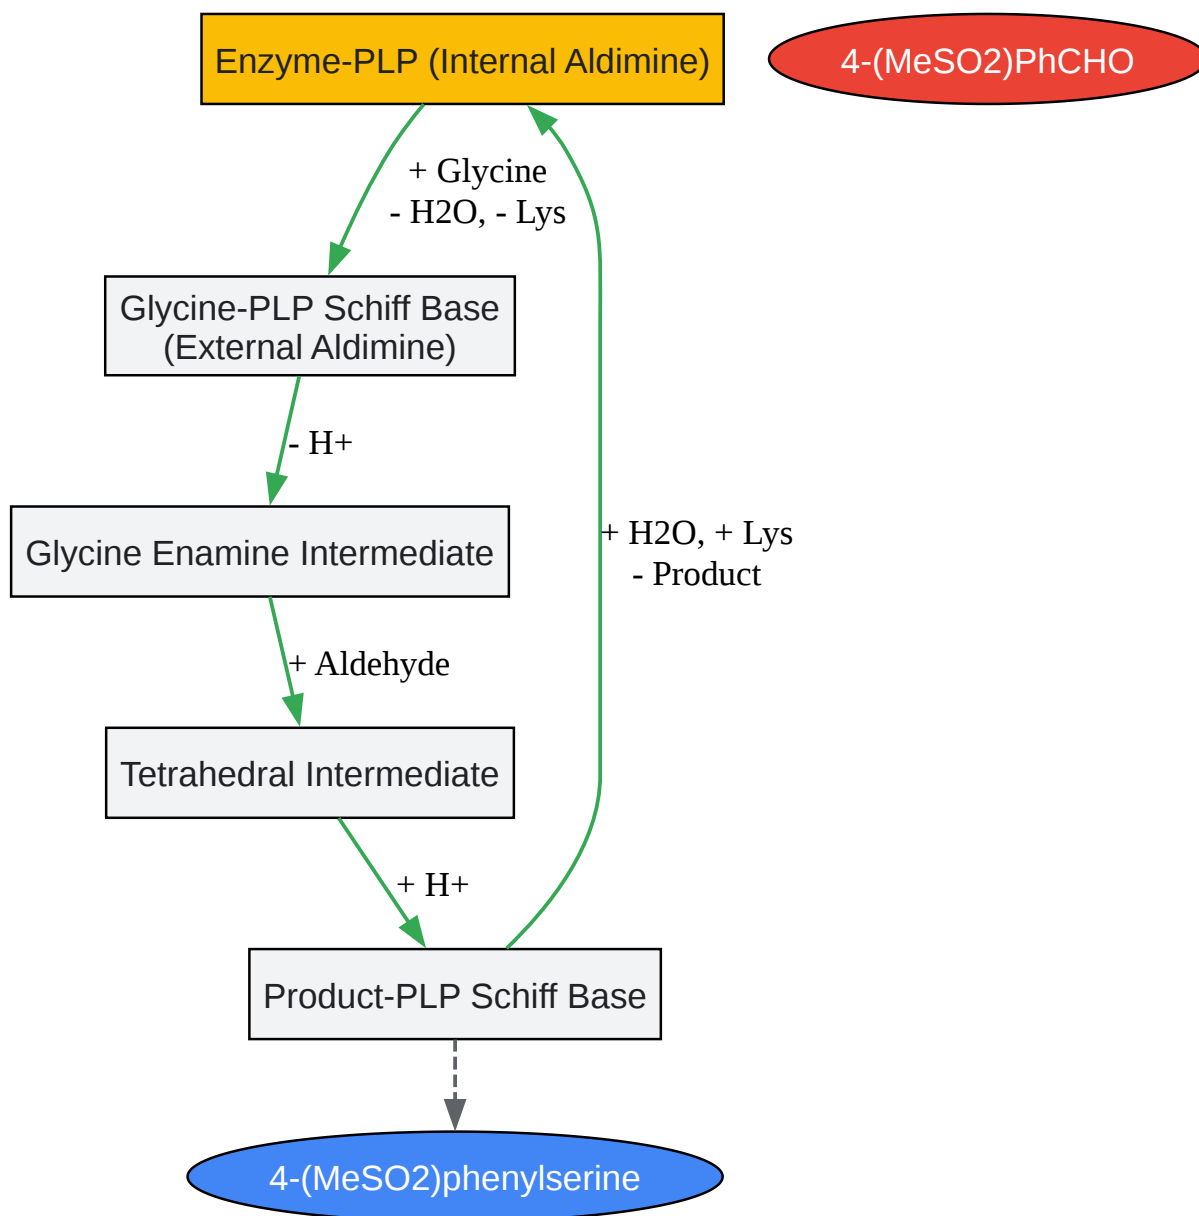 Enzyme-PLP (Internal Aldimine)
4-(MeSO2)PhCHO
+ Glycine
- H2O, - Lys
Glycine-PLP Schiff Base
(External Aldimine)
- H+
Glycine Enamine Intermediate
+ H2O, + Lys
- Product
+ Aldehyde
Tetrahedral Intermediate
+ H+
Product-PLP Schiff Base
4-(MeSO2)phenylserine